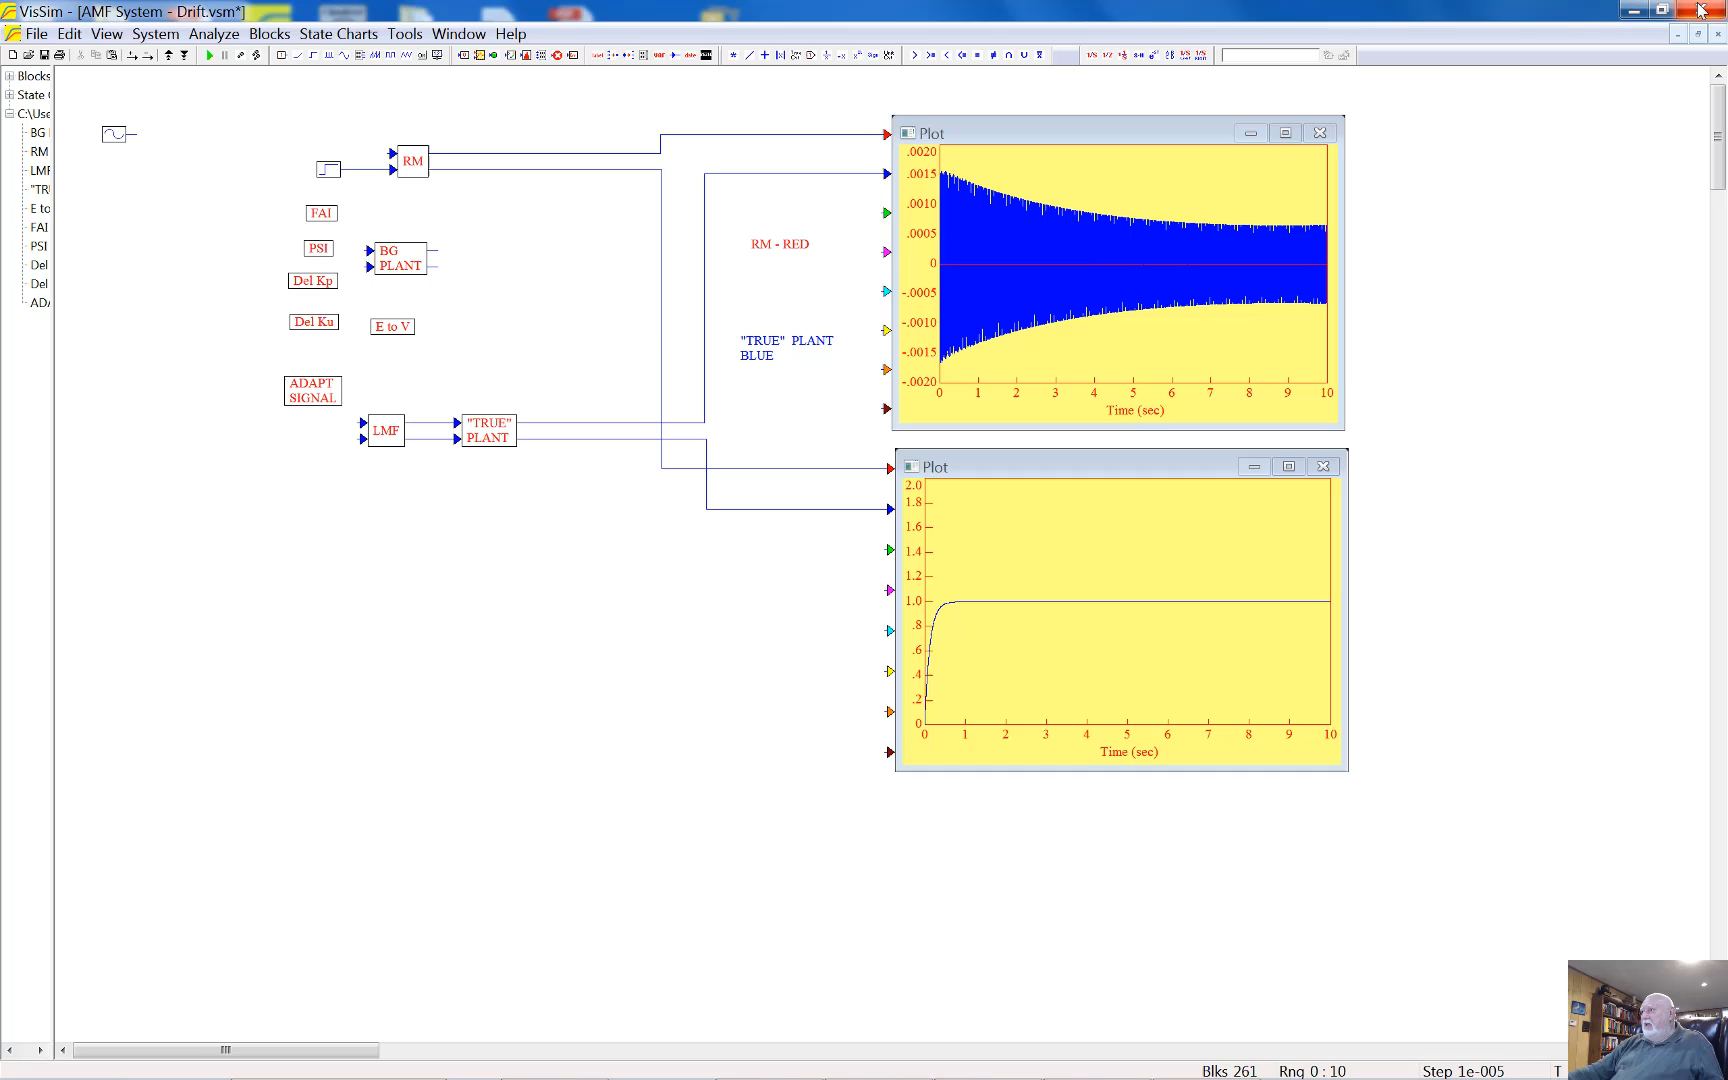 VisSim - [AMF System - Drift.vsm*]
File Edit View System Analyze Blocks State Charts Tools Window Help
Blocks
State
C:\Use
BG
RM
LMF
"TR
E to
FAI
PSI
Del
Del
AD
RM
FAI
PSI
BG
PLANT
Del Kp
Del Ku
E to V
ADAPT
SIGNAL
LMF
"TRUE"
PLANT
RM - RED
"TRUE" PLANT
BLUE
Plot
.0020
.0015
.0010
.0005
0
-.0005
-.0010
-.0015
-.0020
0 1 2 3 4 5 6 7 8 9 10
Time (sec)
Plot
2.0
1.8
1.6
1.4
1.2
1.0
.8
.6
.4
.2
0
0 1 2 3 4 5 6 7 8 9 10
Time (sec)
Blks 261 Rng 0 : 10 Step 1e-005 T